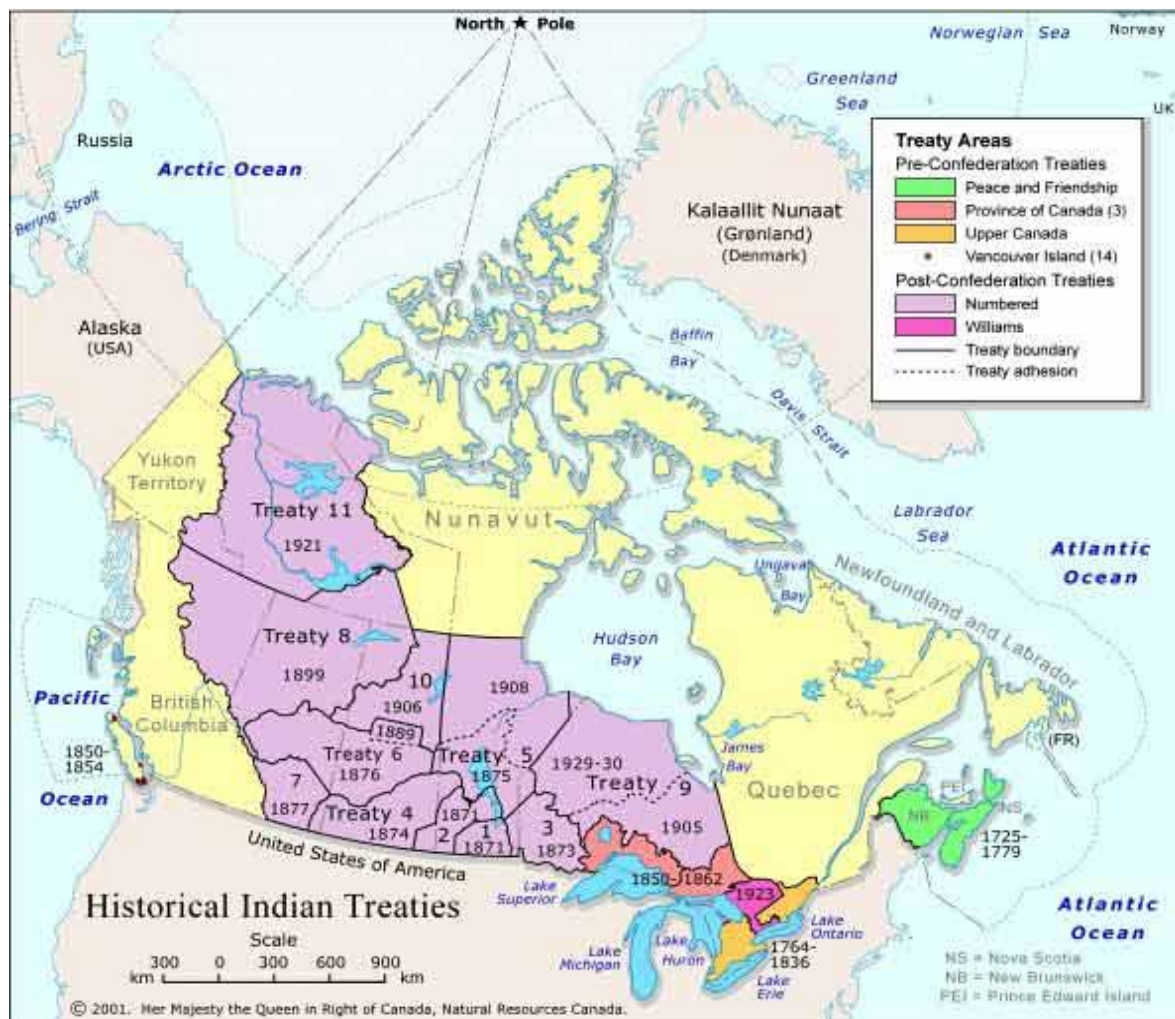 North ★ Pole
Norwegian Sea
Norway
Greenland
Sea
UK
Russia
Arctic Ocean
Bering Strait
Kalaallit Nunaat
(Grønland)
(Denmark)
Treaty Areas
Pre-Confederation Treaties
Peace and Friendship
Province of Canada (3)
Upper Canada
Vancouver Island (14)
Post-Confederation Treaties
Numbered
Williams
Treaty boundary
Treaty adhesion
Alaska
(USA)
Baffin
Bay
Davis Strait
Yukon
Territory
Treaty 11
1921
Nunavut
Labrador
Sea
Atlantic
Ocean
Ungava
Bay
Newfoundland and Labrador
Hudson
Bay
Treaty 8
1899
10
1906
1908
Pacific
Ocean
British
Columbia
1850-
1854
1889
Treaty 6
1876
Treaty 5
1875
1929-30
Treaty 9
1905
James
Bay
Quebec
(FR)
7
1877
Treaty 4
1874
1871
2
1
1871
3
1873
PEI
NB
NS
1725-
1779
United States of America
1850-1862
Lake
Superior
1923
Lake
Ontario
1764-
1836
Lake
Michigan
Lake
Huron
Lake
Erie
Atlantic
Ocean
Historical Indian Treaties
Scale
km 300 0 300 600 900 km
NS = Nova Scotia
NB = New Brunswick
PEI = Prince Edward Island
© 2001. Her Majesty the Queen in Right of Canada, Natural Resources Canada.